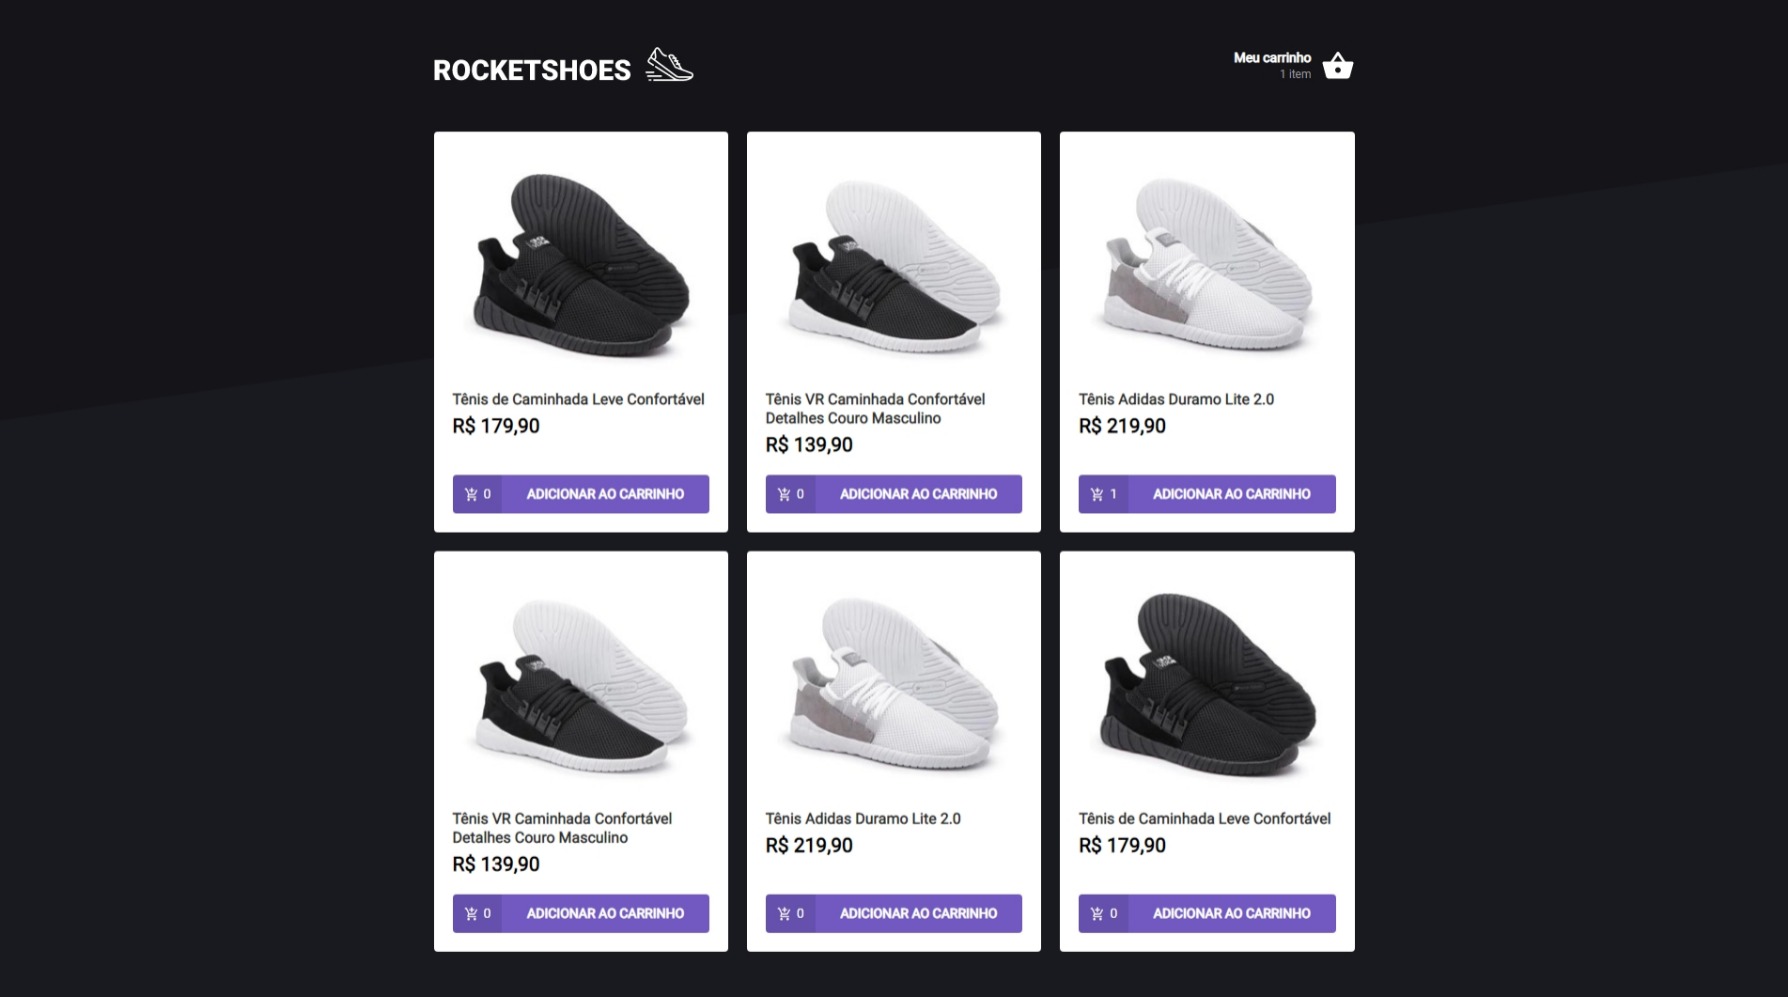 ROCKETSHOES
Meu carrinho
1 item
Tênis de Caminhada Leve Confortável
R$ 179,90
0 ADICIONAR AO CARRINHO
Tênis VR Caminhada Confortável
Detalhes Couro Masculino
R$ 139,90
0 ADICIONAR AO CARRINHO
Tênis Adidas Duramo Lite 2.0
R$ 219,90
1 ADICIONAR AO CARRINHO
Tênis VR Caminhada Confortável
Detalhes Couro Masculino
R$ 139,90
0 ADICIONAR AO CARRINHO
Tênis Adidas Duramo Lite 2.0
R$ 219,90
0 ADICIONAR AO CARRINHO
Tênis de Caminhada Leve Confortável
R$ 179,90
0 ADICIONAR AO CARRINHO